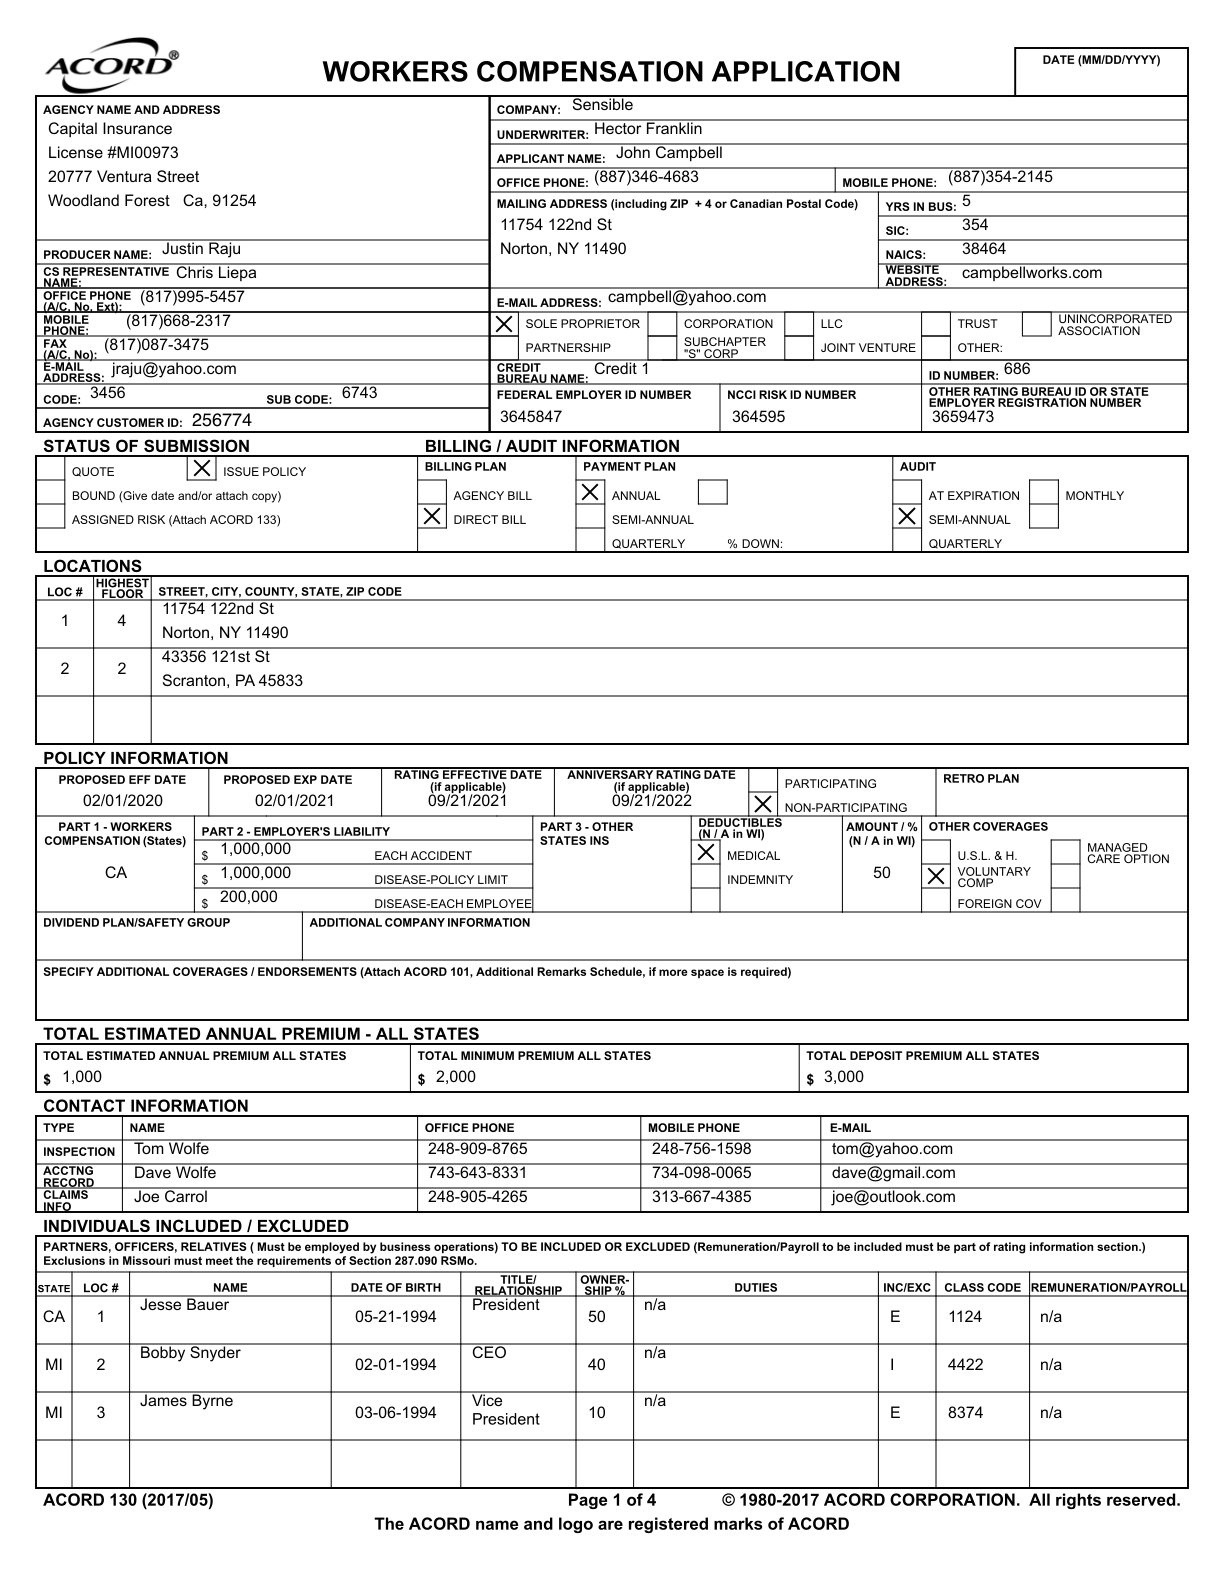 ACORD®
WORKERS COMPENSATION APPLICATION
DATE (MM/DD/YYYY)
AGENCY NAME AND ADDRESS
Capital Insurance
License #MI00973
20777 Ventura Street
Woodland Forest Ca, 91254
PRODUCER NAME: Justin Raju
CS REPRESENTATIVE NAME: Chris Liepa
OFFICE PHONE (A/C, No, Ext): (817)995-5457
MOBILE PHONE: (817)668-2317
FAX (A/C, No): (817)087-3475
E-MAIL ADDRESS: jraju@yahoo.com
CODE: 3456 SUB CODE: 6743
AGENCY CUSTOMER ID: 256774
COMPANY: Sensible
UNDERWRITER: Hector Franklin
APPLICANT NAME: John Campbell
OFFICE PHONE: (887)346-4683 MOBILE PHONE: (887)354-2145
MAILING ADDRESS (including ZIP + 4 or Canadian Postal Code)
11754 122nd St
Norton, NY 11490
YRS IN BUS: 5
SIC: 354
NAICS: 38464
WEBSITE ADDRESS: campbellworks.com
E-MAIL ADDRESS: campbell@yahoo.com
X SOLE PROPRIETOR CORPORATION LLC TRUST UNINCORPORATED ASSOCIATION
PARTNERSHIP SUBCHAPTER "S" CORP JOINT VENTURE OTHER:
CREDIT BUREAU NAME: Credit 1 ID NUMBER: 686
FEDERAL EMPLOYER ID NUMBER NCCI RISK ID NUMBER OTHER RATING BUREAU ID OR STATE EMPLOYER REGISTRATION NUMBER
3645847 364595 3659473
STATUS OF SUBMISSION BILLING / AUDIT INFORMATION
QUOTE X ISSUE POLICY BILLING PLAN PAYMENT PLAN AUDIT
BOUND (Give date and/or attach copy) AGENCY BILL X ANNUAL AT EXPIRATION MONTHLY
ASSIGNED RISK (Attach ACORD 133) X DIRECT BILL SEMI-ANNUAL X SEMI-ANNUAL
QUARTERLY % DOWN: QUARTERLY
LOCATIONS
LOC # HIGHEST FLOOR STREET, CITY, COUNTY, STATE, ZIP CODE
1 4 11754 122nd St
Norton, NY 11490
2 2 43356 121st St
Scranton, PA 45833
POLICY INFORMATION
PROPOSED EFF DATE PROPOSED EXP DATE RATING EFFECTIVE DATE (if applicable) ANNIVERSARY RATING DATE (if applicable) PARTICIPATING RETRO PLAN
02/01/2020 02/01/2021 09/21/2021 09/21/2022 X NON-PARTICIPATING
PART 1 - WORKERS COMPENSATION (States) PART 2 - EMPLOYER'S LIABILITY PART 3 - OTHER STATES INS DEDUCTIBLES (N / A in WI) AMOUNT / % (N / A in WI) OTHER COVERAGES
$ 1,000,000 EACH ACCIDENT X MEDICAL U.S.L. & H. MANAGED CARE OPTION
CA $ 1,000,000 DISEASE-POLICY LIMIT INDEMNITY 50 X VOLUNTARY COMP
$ 200,000 DISEASE-EACH EMPLOYEE FOREIGN COV
DIVIDEND PLAN/SAFETY GROUP ADDITIONAL COMPANY INFORMATION
SPECIFY ADDITIONAL COVERAGES / ENDORSEMENTS (Attach ACORD 101, Additional Remarks Schedule, if more space is required)
TOTAL ESTIMATED ANNUAL PREMIUM - ALL STATES
TOTAL ESTIMATED ANNUAL PREMIUM ALL STATES TOTAL MINIMUM PREMIUM ALL STATES TOTAL DEPOSIT PREMIUM ALL STATES
$ 1,000 $ 2,000 $ 3,000
CONTACT INFORMATION
TYPE NAME OFFICE PHONE MOBILE PHONE E-MAIL
INSPECTION Tom Wolfe 248-909-8765 248-756-1598 tom@yahoo.com
ACCTNG RECORD Dave Wolfe 743-643-8331 734-098-0065 dave@gmail.com
CLAIMS INFO Joe Carrol 248-905-4265 313-667-4385 joe@outlook.com
INDIVIDUALS INCLUDED / EXCLUDED
PARTNERS, OFFICERS, RELATIVES ( Must be employed by business operations) TO BE INCLUDED OR EXCLUDED (Remuneration/Payroll to be included must be part of rating information section.)
Exclusions in Missouri must meet the requirements of Section 287.090 RSMo.
STATE LOC # NAME DATE OF BIRTH TITLE/ RELATIONSHIP OWNER-SHIP % DUTIES INC/EXC CLASS CODE REMUNERATION/PAYROLL
CA 1 Jesse Bauer 05-21-1994 President 50 n/a E 1124 n/a
MI 2 Bobby Snyder 02-01-1994 CEO 40 n/a I 4422 n/a
MI 3 James Byrne 03-06-1994 Vice President 10 n/a E 8374 n/a
ACORD 130 (2017/05) Page 1 of 4 © 1980-2017 ACORD CORPORATION. All rights reserved.
The ACORD name and logo are registered marks of ACORD